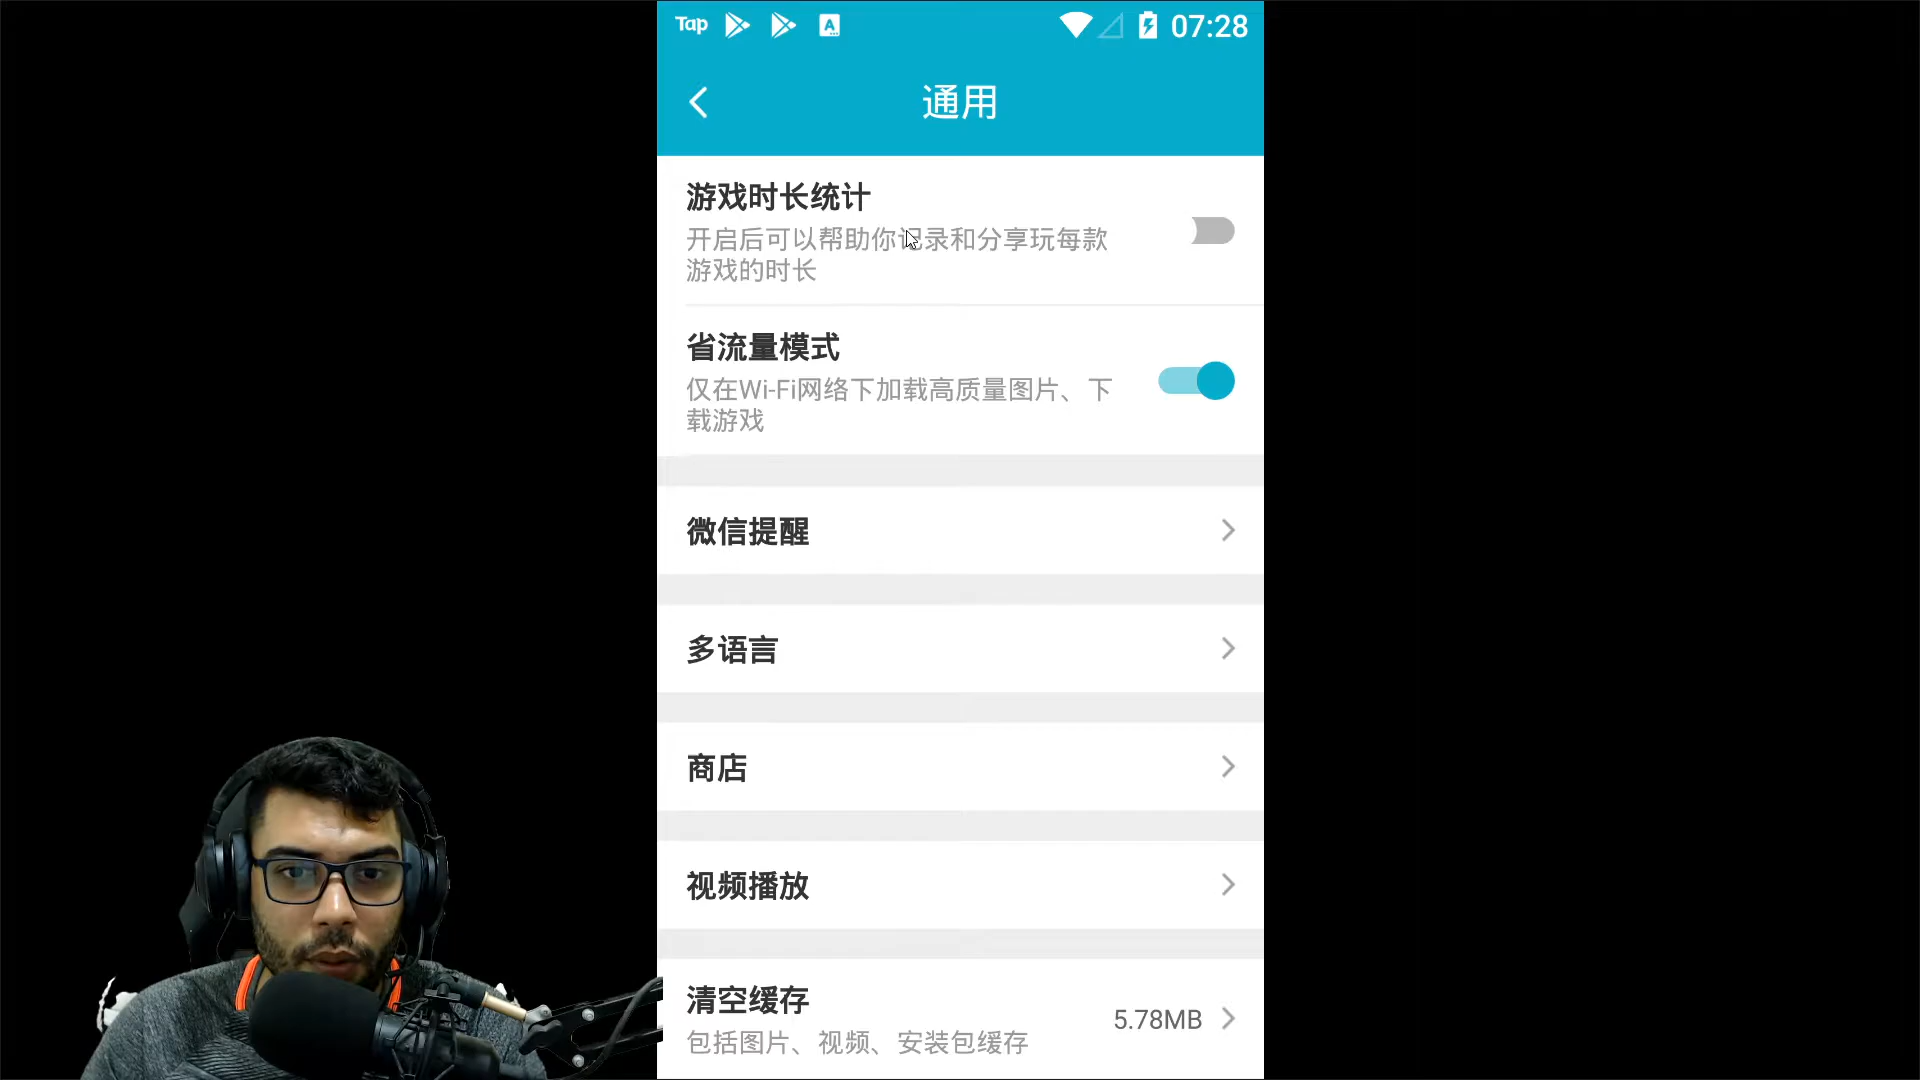 Tap
A
07:28
通用
游戏时长统计
开启后可以帮助你记录和分享玩每款
游戏的时长
省流量模式
仅在Wi-Fi网络下加载高质量图片、下
载游戏
微信提醒
多语言
商店
视频播放
清空缓存
5.78MB
包括图片、视频、安装包缓存